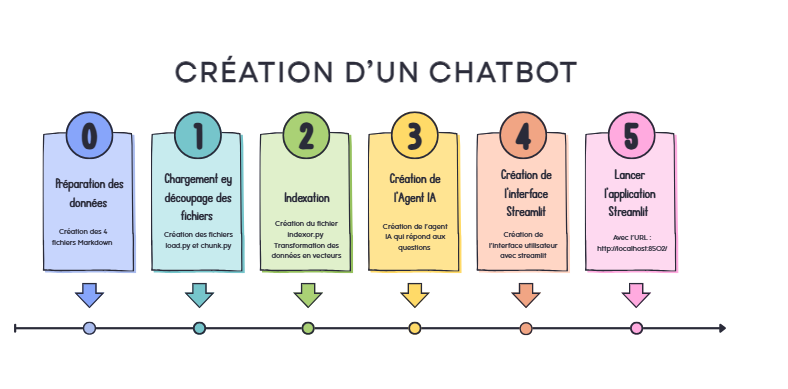 CRÉATION D'UN CHATBOT
0
Préparation des
données
Création des 4
fichiers Markdown
1
Chargement ey
découpage des
fichiers
Création des fichiers
load.py et chunk.py
2
Indexation
Création du fichier
indexor.py
Transformation des
données en vecteurs
3
Création de
l'Agent IA
Création de l'agent
IA qui répond aux
questions
4
Création de
l'interface
Streamlit
Création de
l'interface utilisateur
avec streamlit
5
Lancer
l'application
Streamlit
Avec l'URL :
http://localhost:8502/